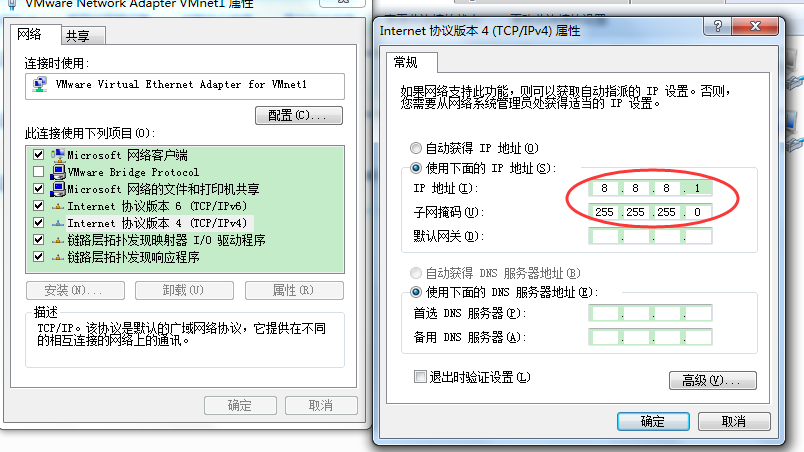 VMware Network Adapter VMnet1 属性
网络
共享
连接时使用:
VMware Virtual Ethernet Adapter for VMnet1
配置(C)...
此连接使用下列项目(O):
Microsoft 网络客户端
VMware Bridge Protocol
Microsoft 网络的文件和打印机共享
Internet 协议版本 6 (TCP/IPv6)
Internet 协议版本 4 (TCP/IPv4)
链路层拓扑发现映射器 I/O 驱动程序
链路层拓扑发现响应程序
安装(N)...
卸载(U)
属性(R)
描述
TCP/IP。该协议是默认的广域网络协议，它提供在不同
的相互连接的网络上的通讯。
确定
取消
Internet 协议版本 4 (TCP/IPv4) 属性
常规
如果网络支持此功能，则可以获取自动指派的 IP 设置。否则，
您需要从网络系统管理员处获得适当的 IP 设置。
自动获得 IP 地址(O)
使用下面的 IP 地址(S):
IP 地址(I):
8 . 8 . 8 . 1
子网掩码(U):
255 . 255 . 255 . 0
默认网关(D):
. . .
自动获得 DNS 服务器地址(B)
使用下面的 DNS 服务器地址(E):
首选 DNS 服务器(P):
. . .
备用 DNS 服务器(A):
. . .
退出时验证设置(L)
高级(V)...
确定
取消